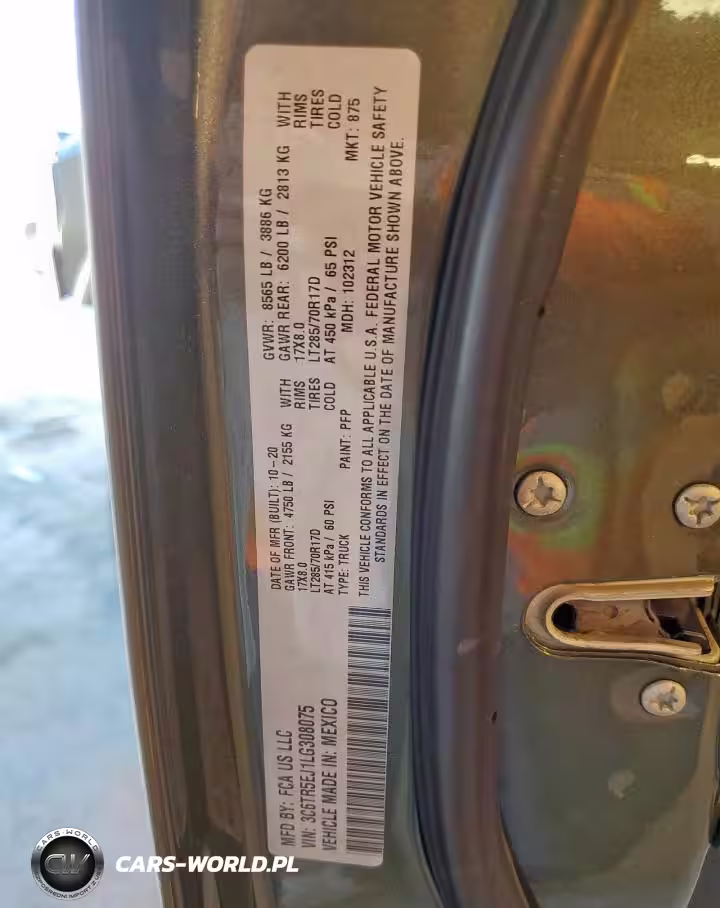 MFD BY: FCA US LLC
VIN: 3C6TR5EJ1LG308075
VEHICLE MADE IN: MEXICO
DATE OF MFR (BUILT): 10-20
GAWR FRONT: 4750 LB / 2155 KG WITH
17X8.0 RIMS
LT285/70R17D TIRES
AT 415 kPa / 60 PSI COLD
TYPE: TRUCK PAINT: PFP
GVWR: 8565 LB / 3886 KG
GAWR REAR: 6200 LB / 2813 KG WITH
17X8.0 RIMS
LT285/70R17D TIRES
AT 450 kPa / 65 PSI COLD
MDH: 102312 MKT: 875
THIS VEHICLE CONFORMS TO ALL APPLICABLE U.S.A. FEDERAL MOTOR VEHICLE SAFETY
STANDARDS IN EFFECT ON THE DATE OF MANUFACTURE SHOWN ABOVE.
CARS-WORLD
CW
CARS-WORLD.PL